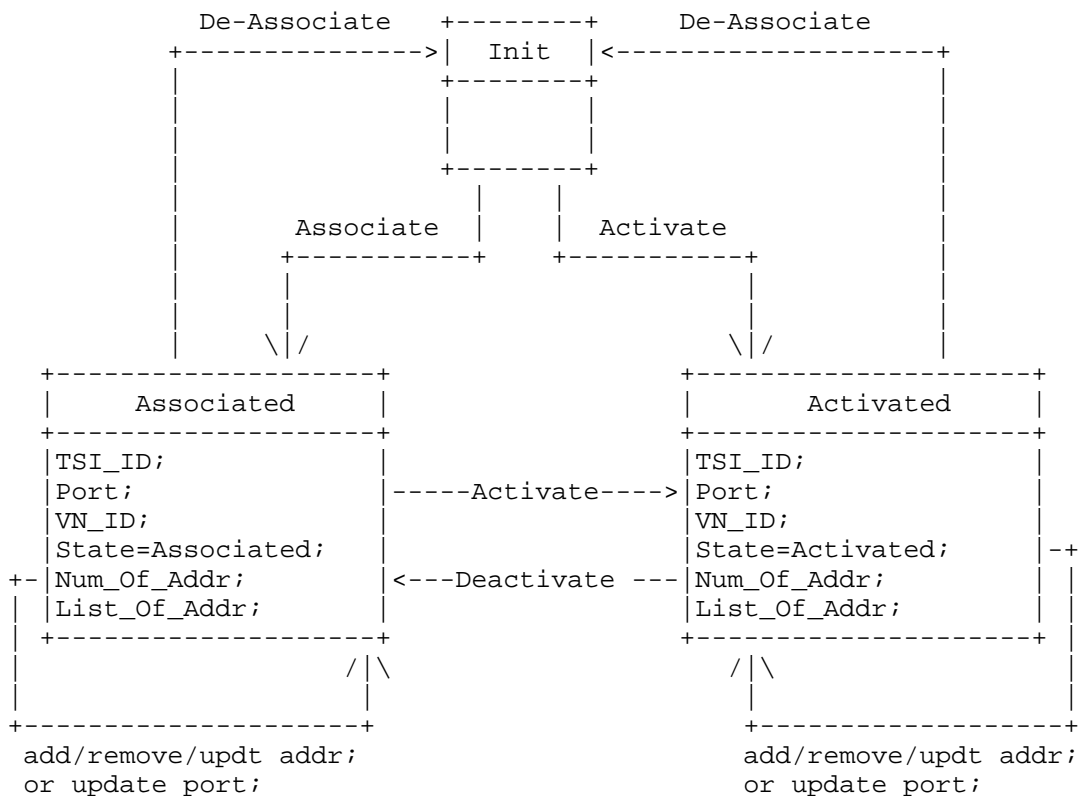 De-Associate +--------+ De-Associate
+--------------->| Init |<-------------------+
| +--------+ |
| | | |
| | | |
| +--------+ |
| | | |
| Associate | | Activate |
| +-----------+ +-----------+ |
| | | |
| | | |
| \|/ \|/ |
+--------------------+ +---------------------+
| Associated | | Activated |
+--------------------+ +---------------------+
|TSI_ID; | |TSI_ID; |
|Port; |-----Activate---->|Port; |
|VN_ID; | |VN_ID; |
|State=Associated; | |State=Activated; |-+
+-|Num_Of_Addr; |<---Deactivate ---|Num_Of_Addr; | |
| |List_Of_Addr; | |List_Of_Addr; | |
| +--------------------+ +---------------------+ |
| /|\ /|\ |
| | | |
+---------------------+ +-------------------+
add/remove/updt addr; add/remove/updt addr;
or update port; or update port;